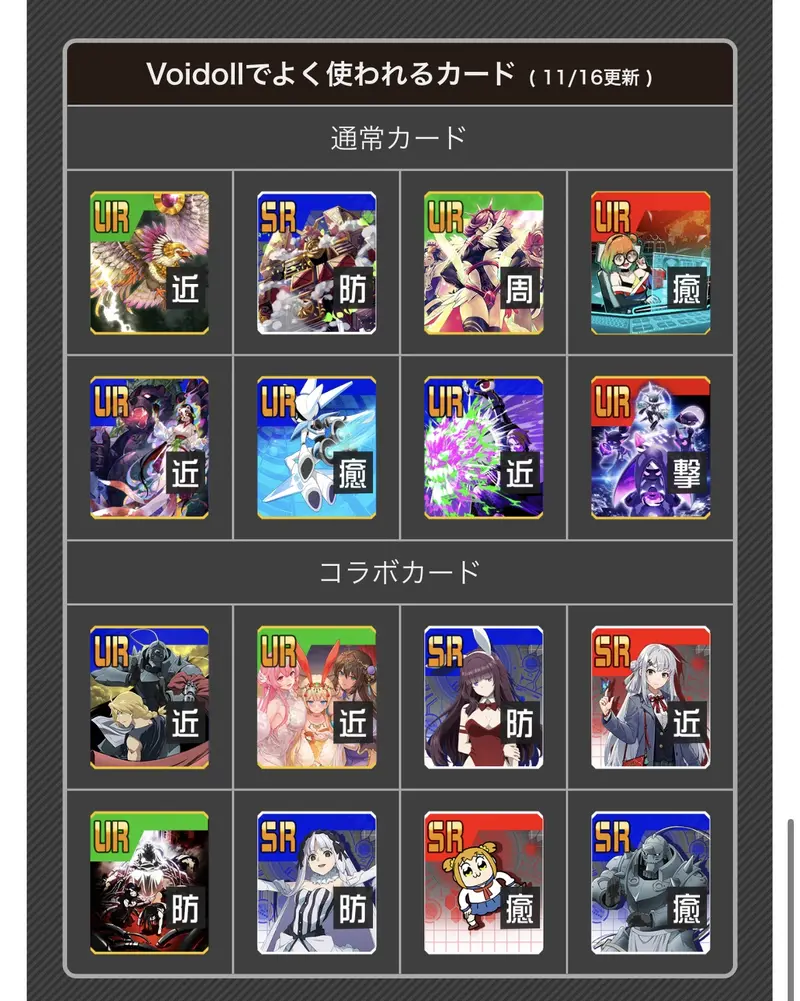 Voidollでよく使われるカード ( 11/16更新 )
通常カード
UR SR UR UR
近 防 周 癒
UR UR UR UR
近 癒 近 撃
コラボカード
UR UR SR SR
近 近 防 近
UR SR SR SR
防 防 癒 癒